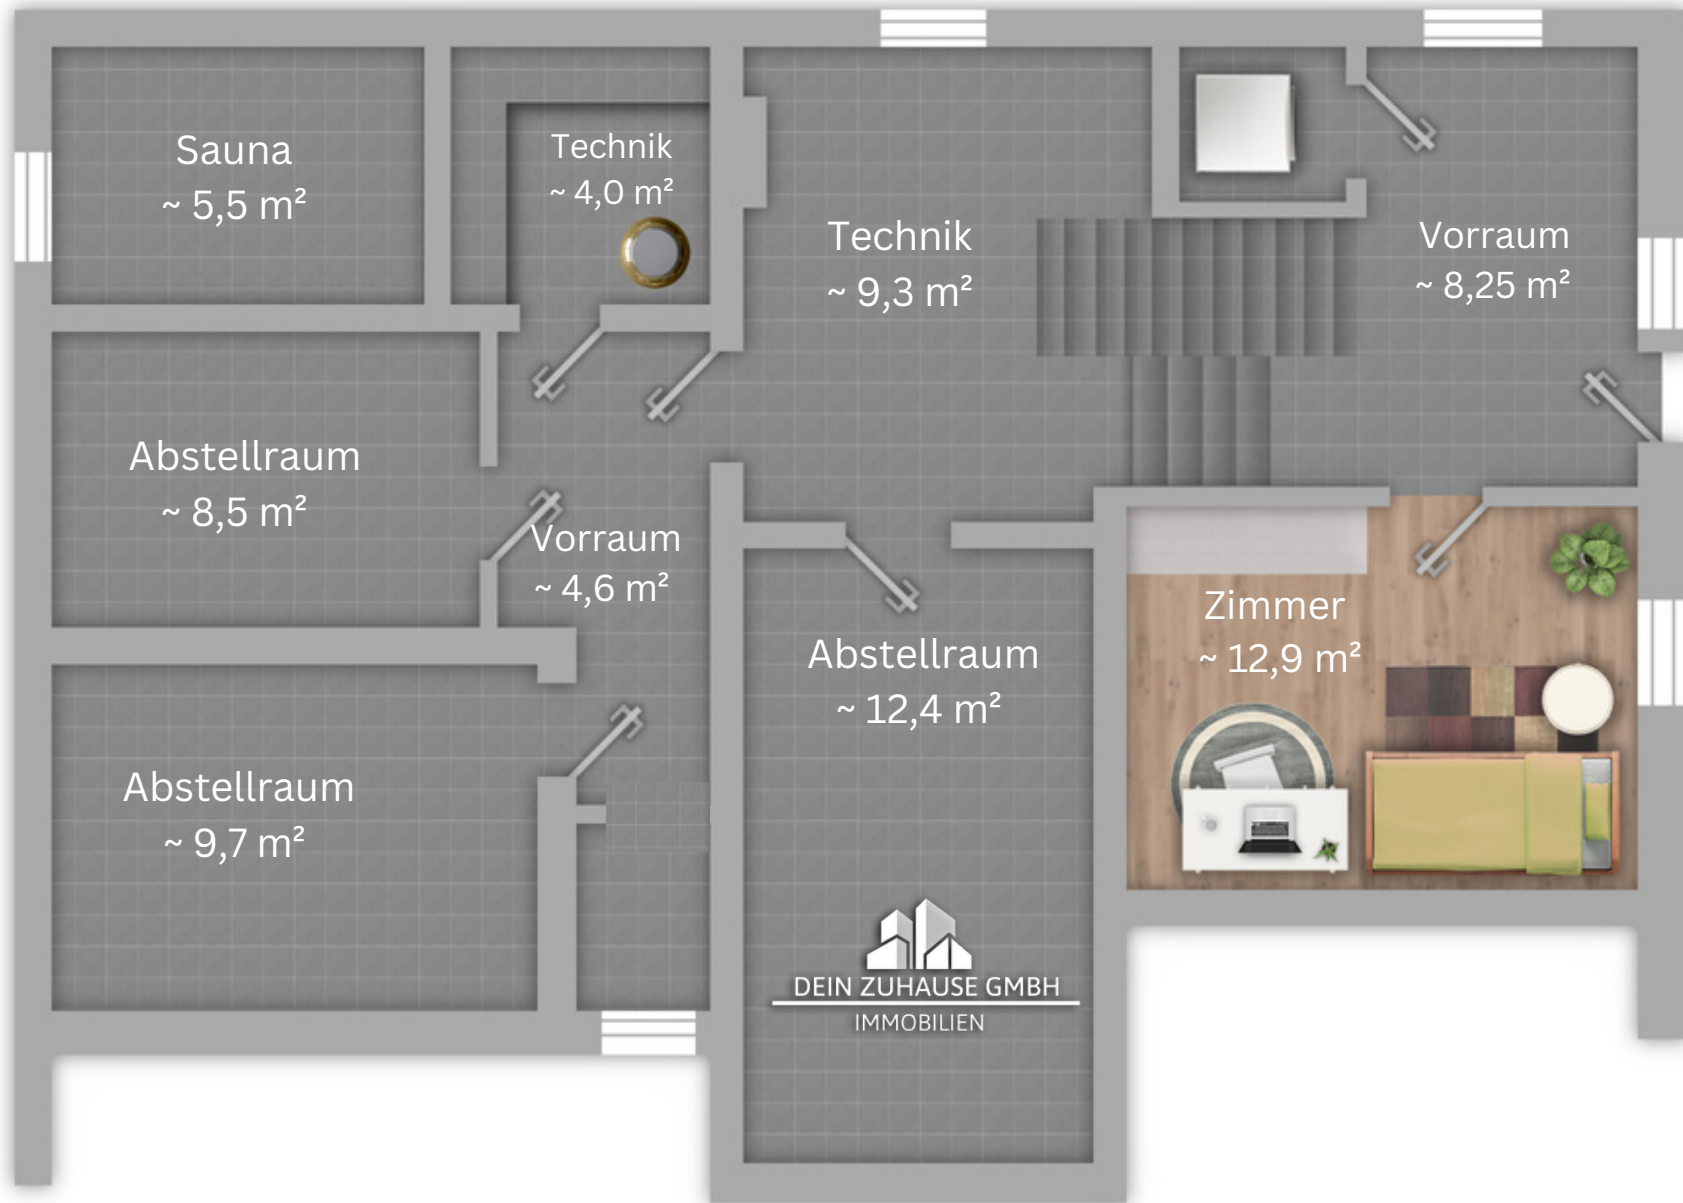 Sauna
~ 5,5 m²
Technik
~ 4,0 m²
Technik
~ 9,3 m²
Vorraum
~ 8,25 m²
Abstellraum
~ 8,5 m²
Vorraum
~ 4,6 m²
Abstellraum
~ 12,4 m²
Zimmer
~ 12,9 m²
Abstellraum
~ 9,7 m²
DEIN ZUHAUSE GMBH
IMMOBILIEN